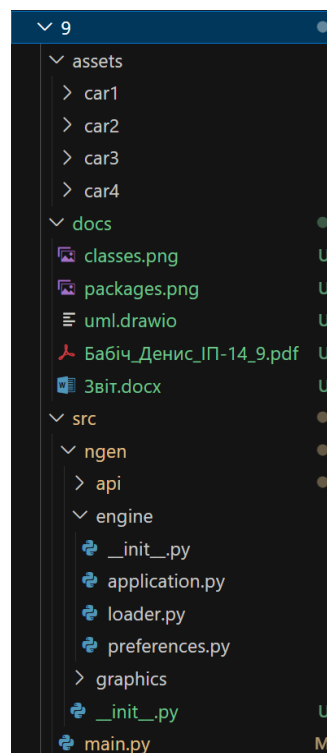 9
assets
car1
car2
car3
car4
docs
classes.png U
packages.png U
uml.drawio U
Бабіч_Денис_ІП-14_9.pdf U
Звіт.docx U
src
ngen
api
engine
__init__.py
application.py
loader.py
preferences.py
graphics
__init__.py U
main.py M